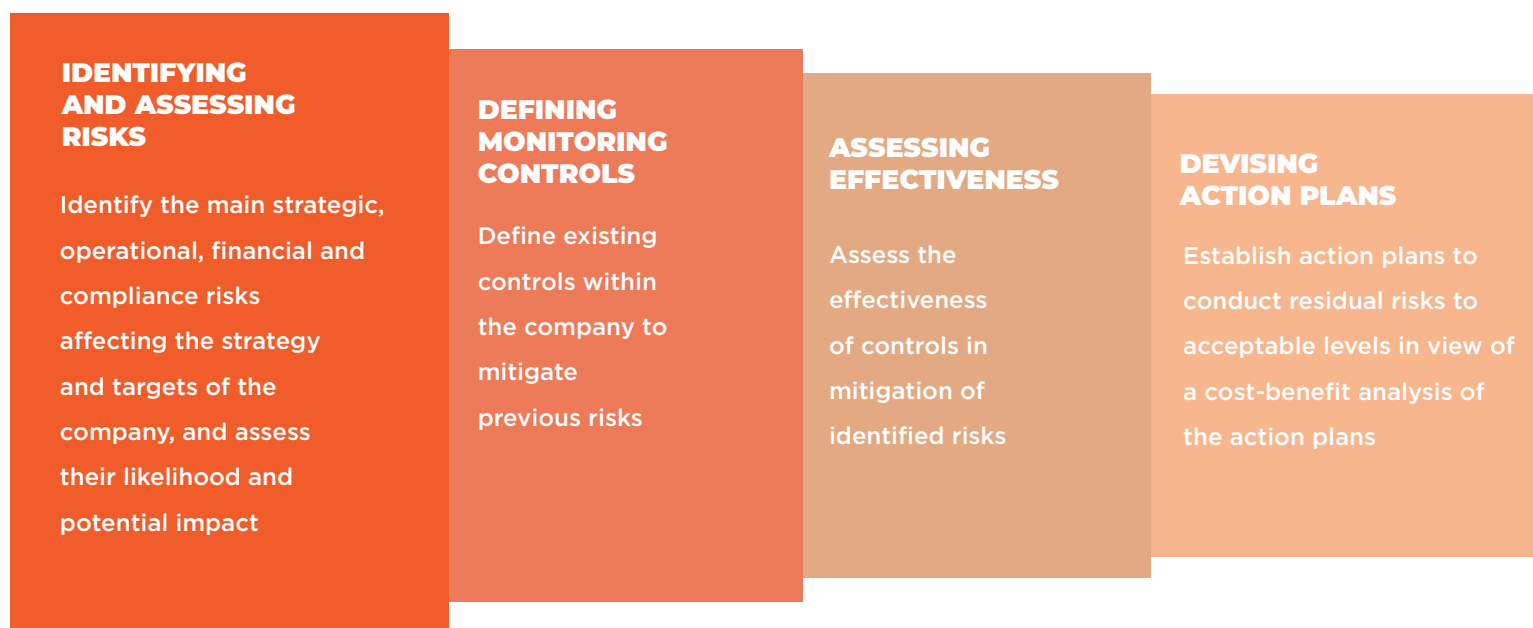 IDENTIFYING
AND ASSESSING
RISKS
Identify the main strategic,
operational, financial and
compliance risks
affecting the strategy
and targets of the
company, and assess
their likelihood and
potential impact
DEFINING
MONITORING
CONTROLS
Define existing
controls within
the company to
mitigate
previous risks
ASSESSING
EFFECTIVENESS
Assess the
effectiveness
of controls in
mitigation of
identified risks
DEVISING
ACTION PLANS
Establish action plans to
conduct residual risks to
acceptable levels in view of
a cost-benefit analysis of
the action plans